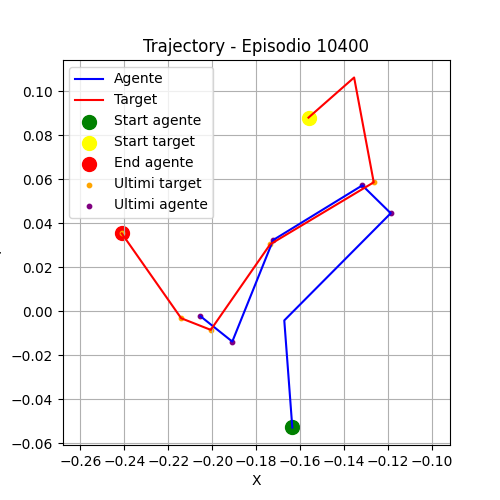 Trajectory - Episodio 10400
Agente
Target
Start agente
Start target
End agente
Ultimi target
Ultimi agente
0.10
0.08
0.06
0.04
0.02
0.00
−0.02
−0.04
−0.06
−0.26 −0.24 −0.22 −0.20 −0.18 −0.16 −0.14 −0.12 −0.10
X